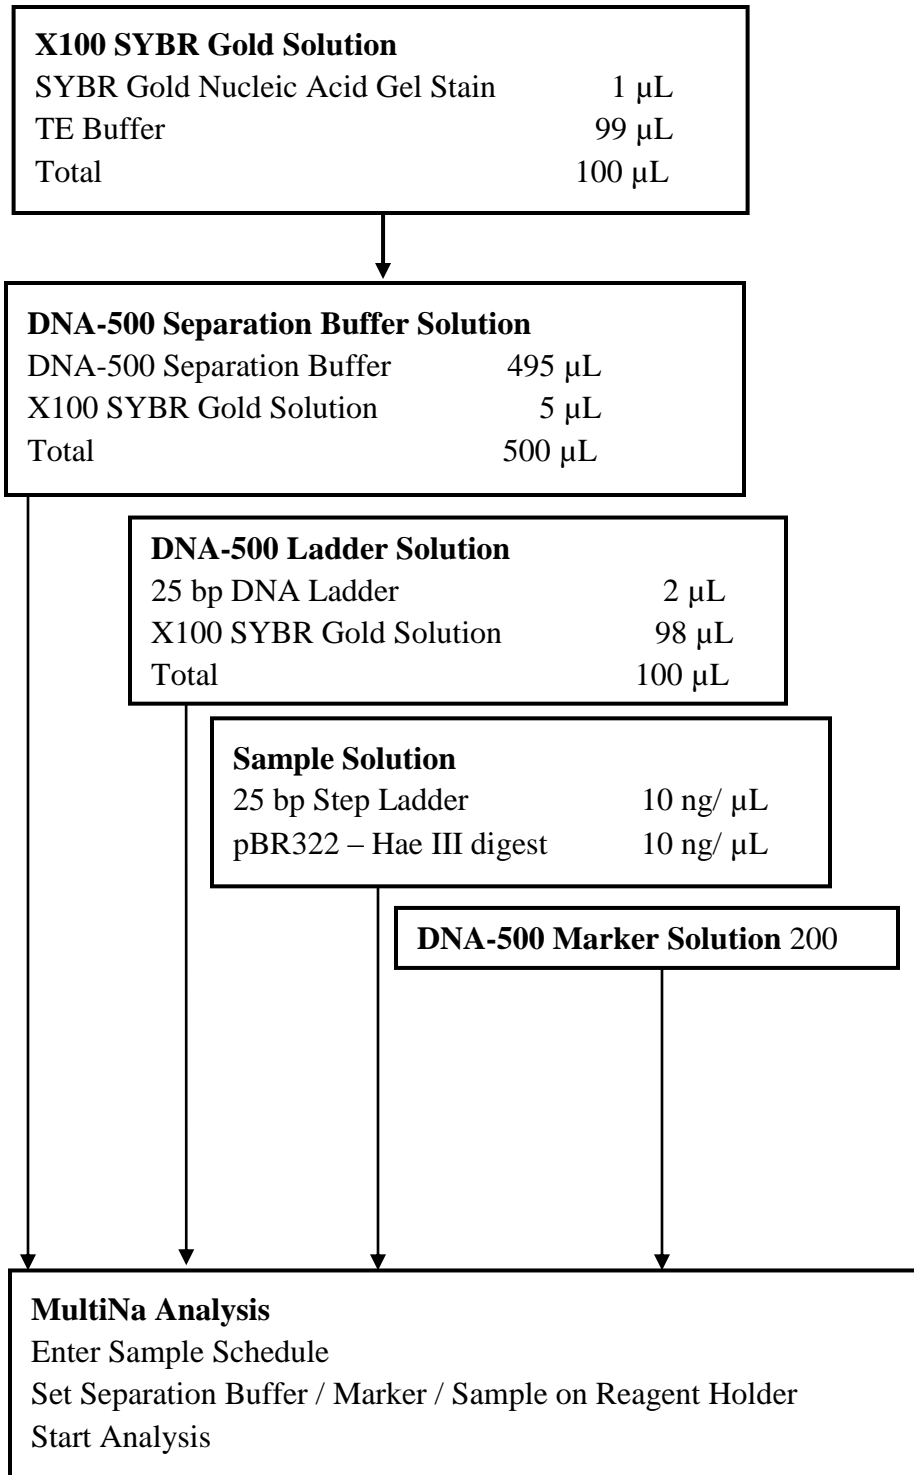 X100 SYBR Gold Solution
SYBR Gold Nucleic Acid Gel Stain 1 µL
TE Buffer 99 µL
Total 100 µL
DNA-500 Separation Buffer Solution
DNA-500 Separation Buffer 495 µL
X100 SYBR Gold Solution 5 µL
Total 500 µL
DNA-500 Ladder Solution
25 bp DNA Ladder 2 µL
X100 SYBR Gold Solution 98 µL
Total 100 µL
Sample Solution
25 bp Step Ladder 10 ng/ µL
pBR322 – Hae III digest 10 ng/ µL
DNA-500 Marker Solution 200
MultiNa Analysis
Enter Sample Schedule
Set Separation Buffer / Marker / Sample on Reagent Holder
Start Analysis